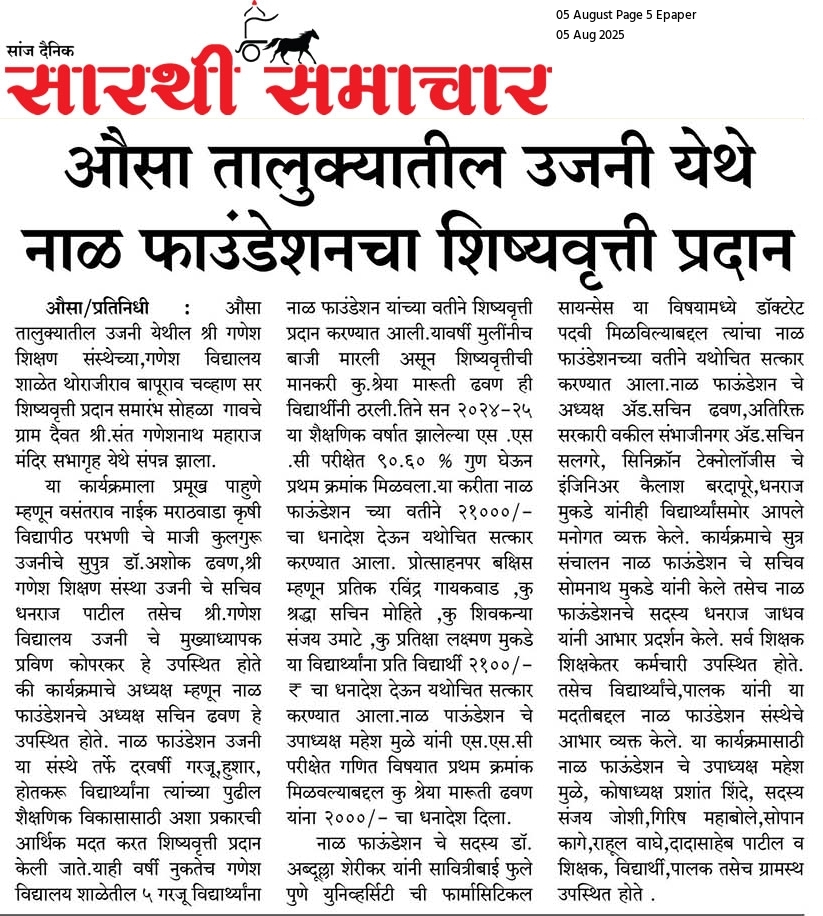 05 August Page 5 Epaper
05 Aug 2025
सांज दैनिक
सारथी समाचार
औसा तालुक्यातील उजनी येथे
नाळ फाउंडेशनचा शिष्यवृत्ती प्रदान
औसा/प्रतिनिधी : औसा
तालुक्यातील उजनी येथील श्री गणेश
शिक्षण संस्थेच्या,गणेश विद्यालय
शाळेत थोराजीराव बापूराव चव्हाण सर
शिष्यवृत्ती प्रदान समारंभ सोहळा गावचे
ग्राम दैवत श्री.संत गणेशनाथ महाराज
मंदिर सभागृह येथे संपन्न झाला.
या कार्यक्रमाला प्रमूख पाहुणे
म्हणून वसंतराव नाईक मराठवाडा कृषी
विद्यापीठ परभणी चे माजी कुलगुरू
उजनीचे सुपुत्र डॉ.अशोक ढवण,श्री
गणेश शिक्षण संस्था उजनी चे सचिव
धनराज पाटील तसेच श्री.गणेश
विद्यालय उजनी चे मुख्याध्यापक
प्रविण कोपरकर हे उपस्थित होते
की कार्यक्रमाचे अध्यक्ष म्हणून नाळ
फाउंडेशनचे अध्यक्ष सचिन ढवण हे
उपस्थित होते. नाळ फाउंडेशन उजनी
या संस्थे तर्फे दरवर्षी गरजू,हुशार,
होतकरू विद्यार्थ्यांना त्यांच्या पुढील
शैक्षणिक विकासासाठी अशा प्रकारची
आर्थिक मदत करत शिष्यवृत्ती प्रदान
केली जाते.याही वर्षी नुकतेच गणेश
विद्यालय शाळेतील ५ गरजू विद्यार्थ्यांना
नाळ फाउंडेशन यांच्या वतीने शिष्यवृत्ती
प्रदान करण्यात आली.यावर्षी मुलींनीच
बाजी मारली असून शिष्यवृत्तीची
मानकरी कु.श्रेया मारूती ढवण ही
विद्यार्थीनी ठरली.तिने सन २०२४-२५
या शैक्षणिक वर्षात झालेल्या एस .एस
.सी परीक्षेत ९०.६० % गुण घेऊन
प्रथम क्रमांक मिळवला.या करीता नाळ
फाऊंडेशन च्या वतीने २१०००/-
चा धनादेश देऊन यथोचित सत्कार
करण्यात आला. प्रोत्साहनपर बक्षिस
म्हणून प्रतिक रविंद्र गायकवाड ,कु
श्रद्धा सचिन मोहिते ,कु शिवकन्या
संजय उमाटे ,कु प्रतिक्षा लक्ष्मण मुकडे
या विद्यार्थ्यांना प्रति विद्यार्थी २१००/-
₹ चा धनादेश देऊन यथोचित सत्कार
करण्यात आला.नाळ पाऊंडेशन चे
उपाध्यक्ष महेश मुळे यांनी एस.एस.सी
परीक्षेत गणित विषयात प्रथम क्रमांक
मिळवल्याबद्दल कु श्रेया मारूती ढवण
यांना २०००/- चा धनादेश दिला.
नाळ फाऊंडेशन चे सदस्य डॉ.
अब्दूल्ला शेरीकर यांनी सावित्रीबाई फुले
पुणे युनिव्हर्सिटी ची फार्मासिटिकल
सायन्सेस या विषयामध्ये डॉक्टरेट
पदवी मिळविल्याबद्दल त्यांचा नाळ
फाउंडेशनच्या वतीने यथोचित सत्कार
करण्यात आला.नाळ फाऊंडेशन चे
अध्यक्ष ॲड.सचिन ढवण,अतिरिक्त
सरकारी वकील संभाजीनगर ॲड.सचिन
सलगरे, सिनिक्रॉन टेक्नोलॉजीस चे
इंजिनिअर कैलाश बरदापूरे,धनराज
मुकडे यांनीही विद्यार्थ्यांसमोर आपले
मनोगत व्यक्त केले. कार्यक्रमाचे सुत्र
संचालन नाळ फाऊंडेशन चे सचिव
सोमनाथ मुकडे यांनी केले तसेच नाळ
फाऊंडेशनचे सदस्य धनराज जाधव
यांनी आभार प्रदर्शन केले. सर्व शिक्षक
शिक्षकेतर कर्मचारी उपस्थित होते.
तसेच विद्यार्थ्यांचे,पालक यांनी या
मदतीबद्दल नाळ फाऊंडेशन संस्थेचे
आभार व्यक्त केले. या कार्यक्रमासाठी
नाळ फाऊंडेशन चे उपाध्यक्ष महेश
मुळे, कोषाध्यक्ष प्रशांत शिंदे, सदस्य
संजय जोशी,गिरिष महाबोले,सोपान
कागे,राहूल वाघे,दादासाहेब पाटील व
शिक्षक, विद्यार्थी,पालक तसेच ग्रामस्थ
उपस्थित होते .